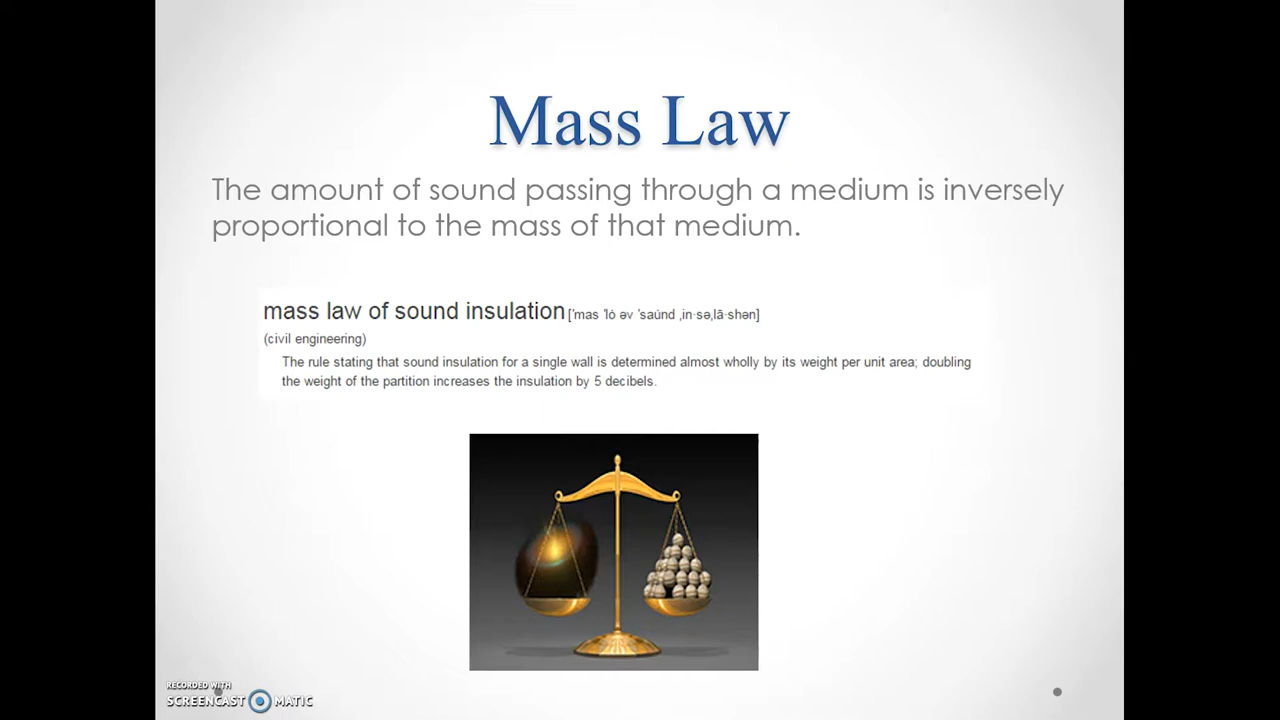 Mass Law
The amount of sound passing through a medium is inversely
proportional to the mass of that medium.
mass law of sound insulation ['mas 'lȯ əv 'saúnd ,in·sə,lā·shən]
(civil engineering)
The rule stating that sound insulation for a single wall is determined almost wholly by its weight per unit area; doubling
the weight of the partition increases the insulation by 5 decibels.
RECORDED WITH
SCREENCAST MATIC